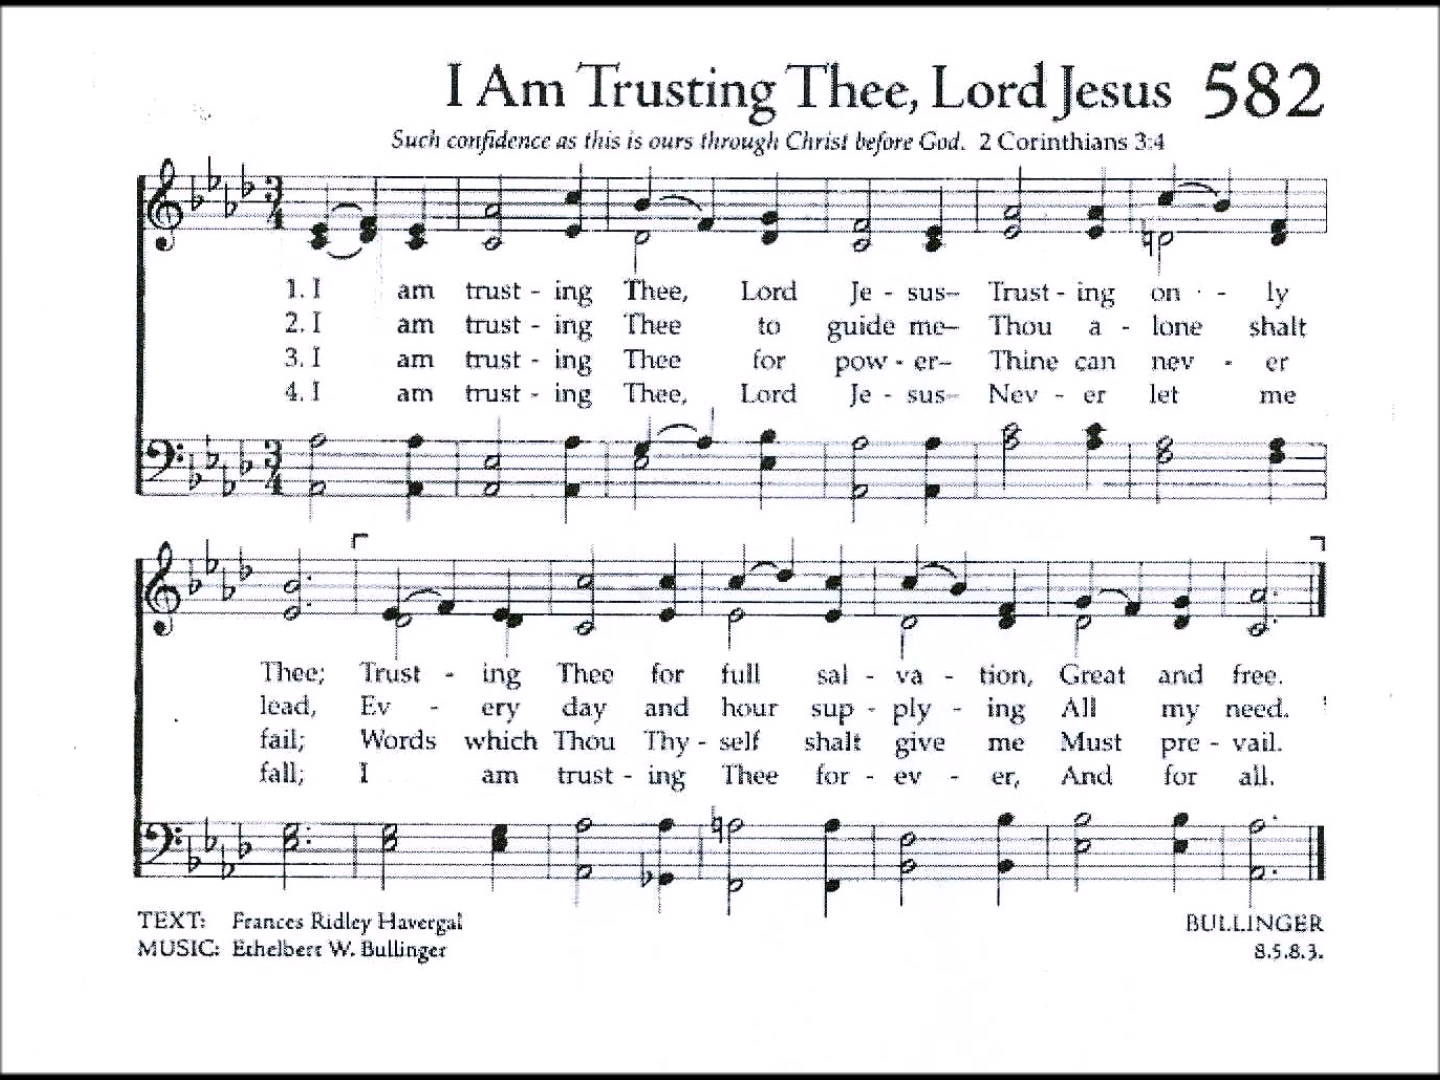 I Am Trusting Thee, Lord Jesus 582
Such confidence as this is ours through Christ before God. 2 Corinthians 3:4
3
4
1. I am trust - ing Thee, Lord Je - sus– Trust - ing on - ly
2. I am trust - ing Thee to guide me– Thou a - lone shalt
3. I am trust - ing Thee for pow - er– Thine can nev - er
4. I am trust - ing Thee, Lord Je - sus– Nev - er let me
3
4
Thee; Trust - ing Thee for full sal - va - tion, Great and free.
lead, Ev - ery day and hour sup - ply - ing All my need.
fail; Words which Thou Thy - self shalt give me Must pre - vail.
fall; I am trust - ing Thee for - ev - er, And for all.
TEXT: Frances Ridley Havergal
MUSIC: Ethelbert W. Bullinger
BULLINGER
8.5.8.3.